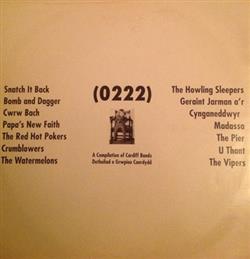 Snatch It Back
Bomb and Dagger
Cwrw Bach
Papa's New Faith
The Red Hot Pokers
Crumblowers
The Watermelons
(0222)
A Compilation of Cardiff Bands
Detholiad o Grwpiau Caerdydd
The Howling Sleepers
Geraint Jarman a'r
Cynganeddwyr
Madassa
The Pier
U Thant
The Vipers